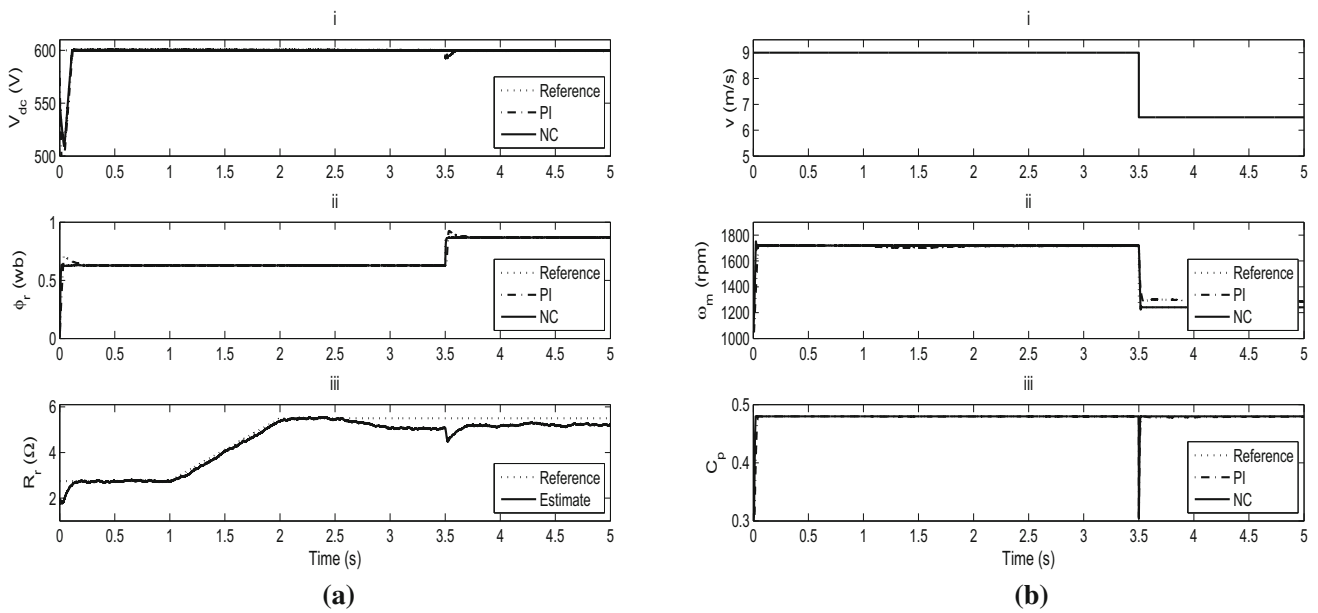 i
600
550
500
V_dc (V)
Reference
PI
NC
0 0.5 1 1.5 2 2.5 3 3.5 4 4.5 5
ii
1
0.5
0
ϕ_r (wb)
Reference
PI
NC
0 0.5 1 1.5 2 2.5 3 3.5 4 4.5 5
iii
6
4
2
R_r (Ω)
Reference
Estimate
0 0.5 1 1.5 2 2.5 3 3.5 4 4.5 5
Time (s)
(a)
i
9
8
7
6
5
v (m/s)
0 0.5 1 1.5 2 2.5 3 3.5 4 4.5 5
ii
1800
1600
1400
1200
1000
ω_m (rpm)
Reference
PI
NC
0 0.5 1 1.5 2 2.5 3 3.5 4 4.5 5
iii
0.5
0.4
0.3
C_p
Reference
PI
NC
0 0.5 1 1.5 2 2.5 3 3.5 4 4.5 5
Time (s)
(b)